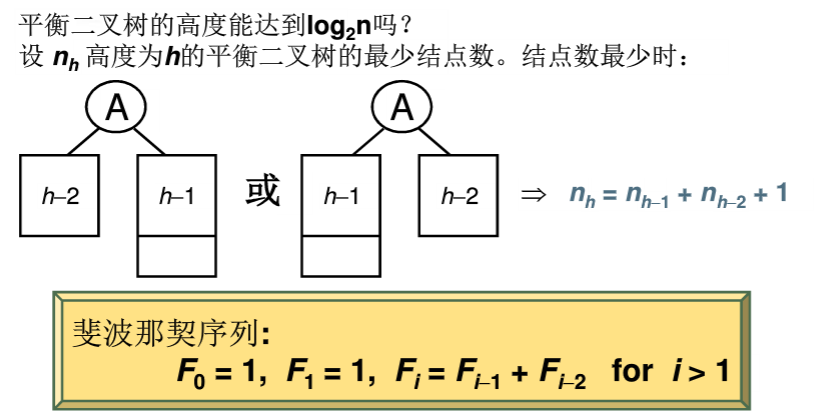 平衡二叉树的高度能达到log₂n吗？
设 nₕ 高度为h的平衡二叉树的最少结点数。结点数最少时：
A A
h–2 h–1 或 h–1 h–2 ⇒ nₕ = nₕ₋₁ + nₕ₋₂ + 1
斐波那契序列:
F₀ = 1, F₁ = 1, Fᵢ = Fᵢ₋₁ + Fᵢ₋₂ for i > 1